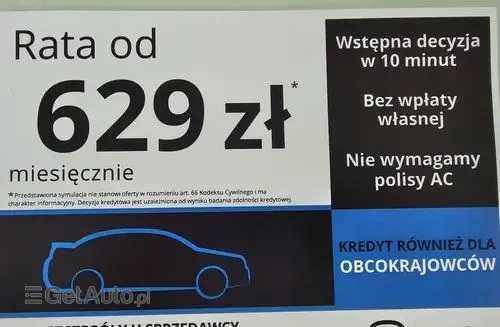 Rata od
629 zł*
miesięcznie
*Przedstawiona symulacja nie stanowi oferty w rozumieniu art. 66 Kodeksu Cywilnego i ma
charakter informacyjny. Decyzja kredytowa jest uzależniona od wyniku badania zdolności kredytowej.
Wstępna decyzja
w 10 minut
Bez wpłaty
własnej
Nie wymagamy
polisy AC
KREDYT RÓWNIEŻ DLA
OBCOKRAJOWCÓW
GetAuto.pl
SZCZEGÓŁY U SPRZEDAWCY